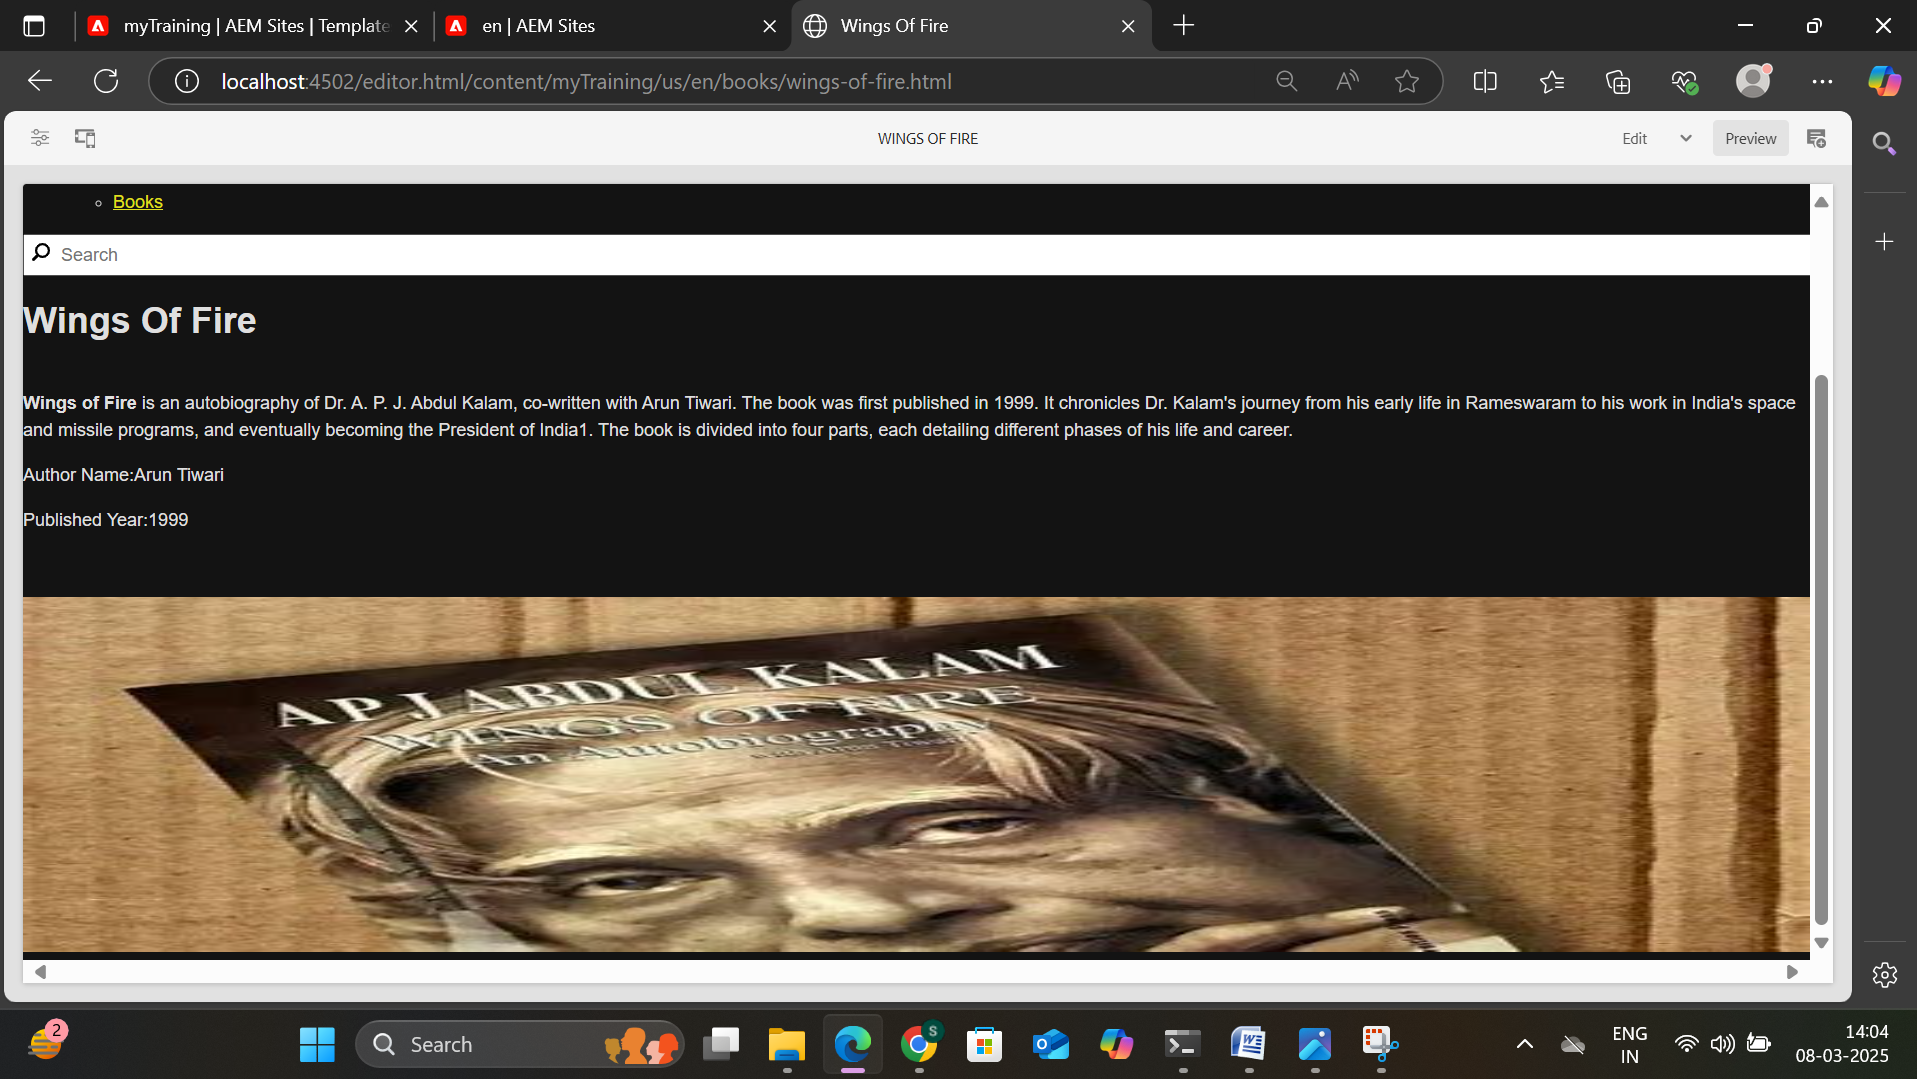 myTraining | AEM Sites | Template
en | AEM Sites
Wings Of Fire
localhost:4502/editor.html/content/myTraining/us/en/books/wings-of-fire.html
WINGS OF FIRE
Edit
Preview
Books
Search
Wings Of Fire
Wings of Fire is an autobiography of Dr. A. P. J. Abdul Kalam, co-written with Arun Tiwari. The book was first published in 1999. It chronicles Dr. Kalam's journey from his early life in Rameswaram to his work in India's space
and missile programs, and eventually becoming the President of India1. The book is divided into four parts, each detailing different phases of his life and career.
Author Name:Arun Tiwari
Published Year:1999
A P J ABDUL KALAM
WINGS OF FIRE
An Autobiography
2
Search
S
ENG
IN
14:04
08-03-2025